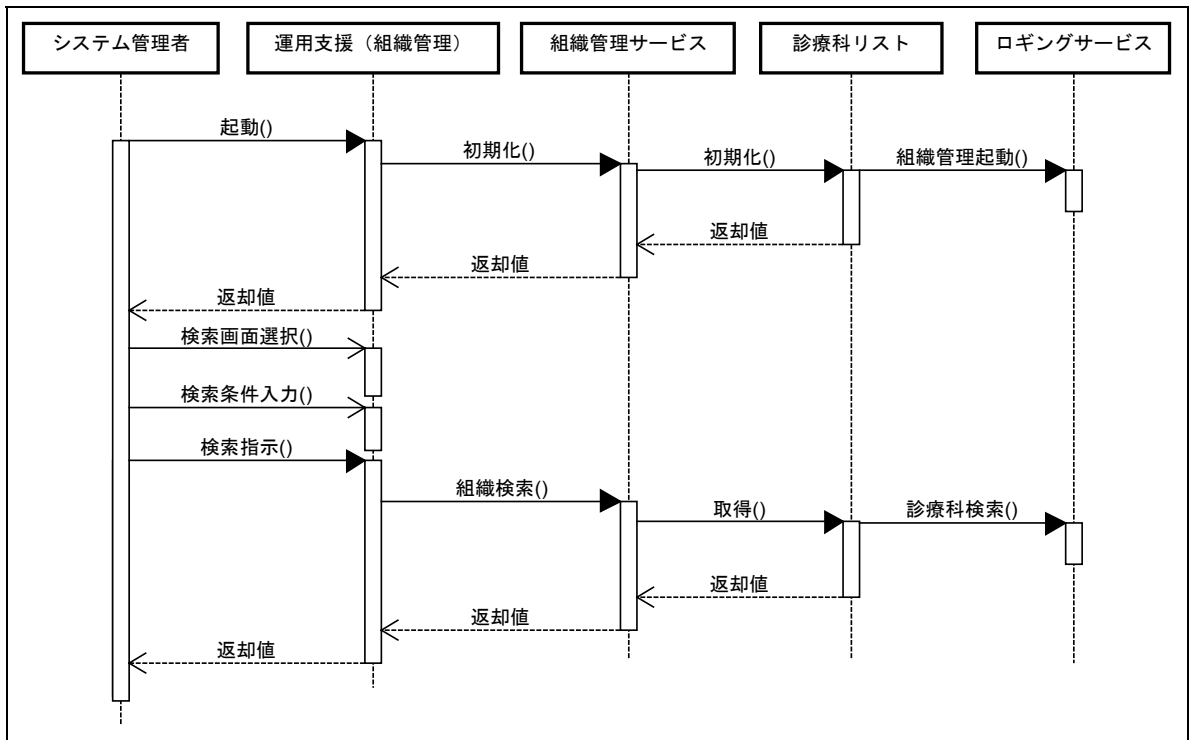 システム管理者
運用支援（組織管理）
組織管理サービス
診療科リスト
ロギングサービス
起動()
初期化()
初期化()
組織管理起動()
返却値
返却値
返却値
検索画面選択()
検索条件入力()
検索指示()
組織検索()
取得()
診療科検索()
返却値
返却値
返却値